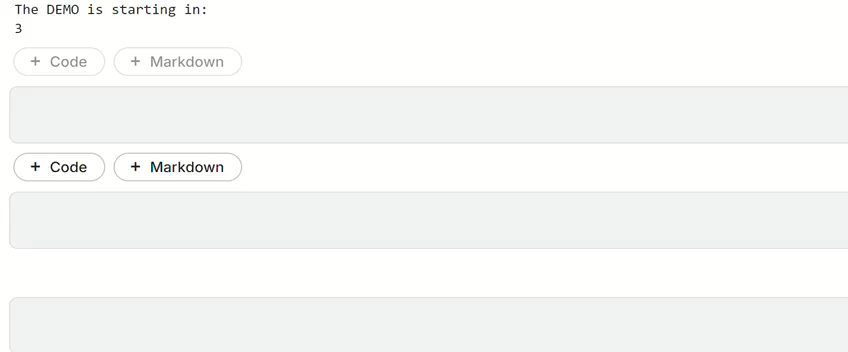 The DEMO is starting in:
3
+ Code + Markdown
+ Code + Markdown